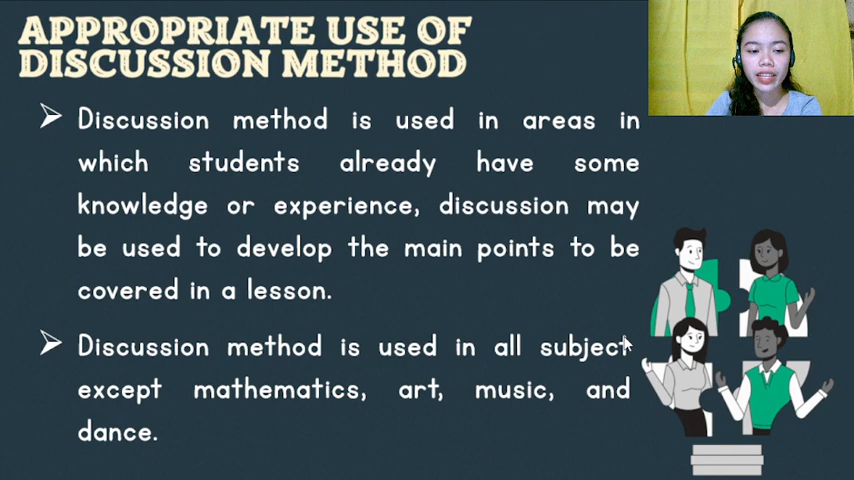 APPROPRIATE USE OF
DISCUSSION METHOD
Discussion method is used in areas in
which students already have some
knowledge or experience, discussion may
be used to develop the main points to be
covered in a lesson.
Discussion method is used in all subject
except mathematics, art, music, and
dance.